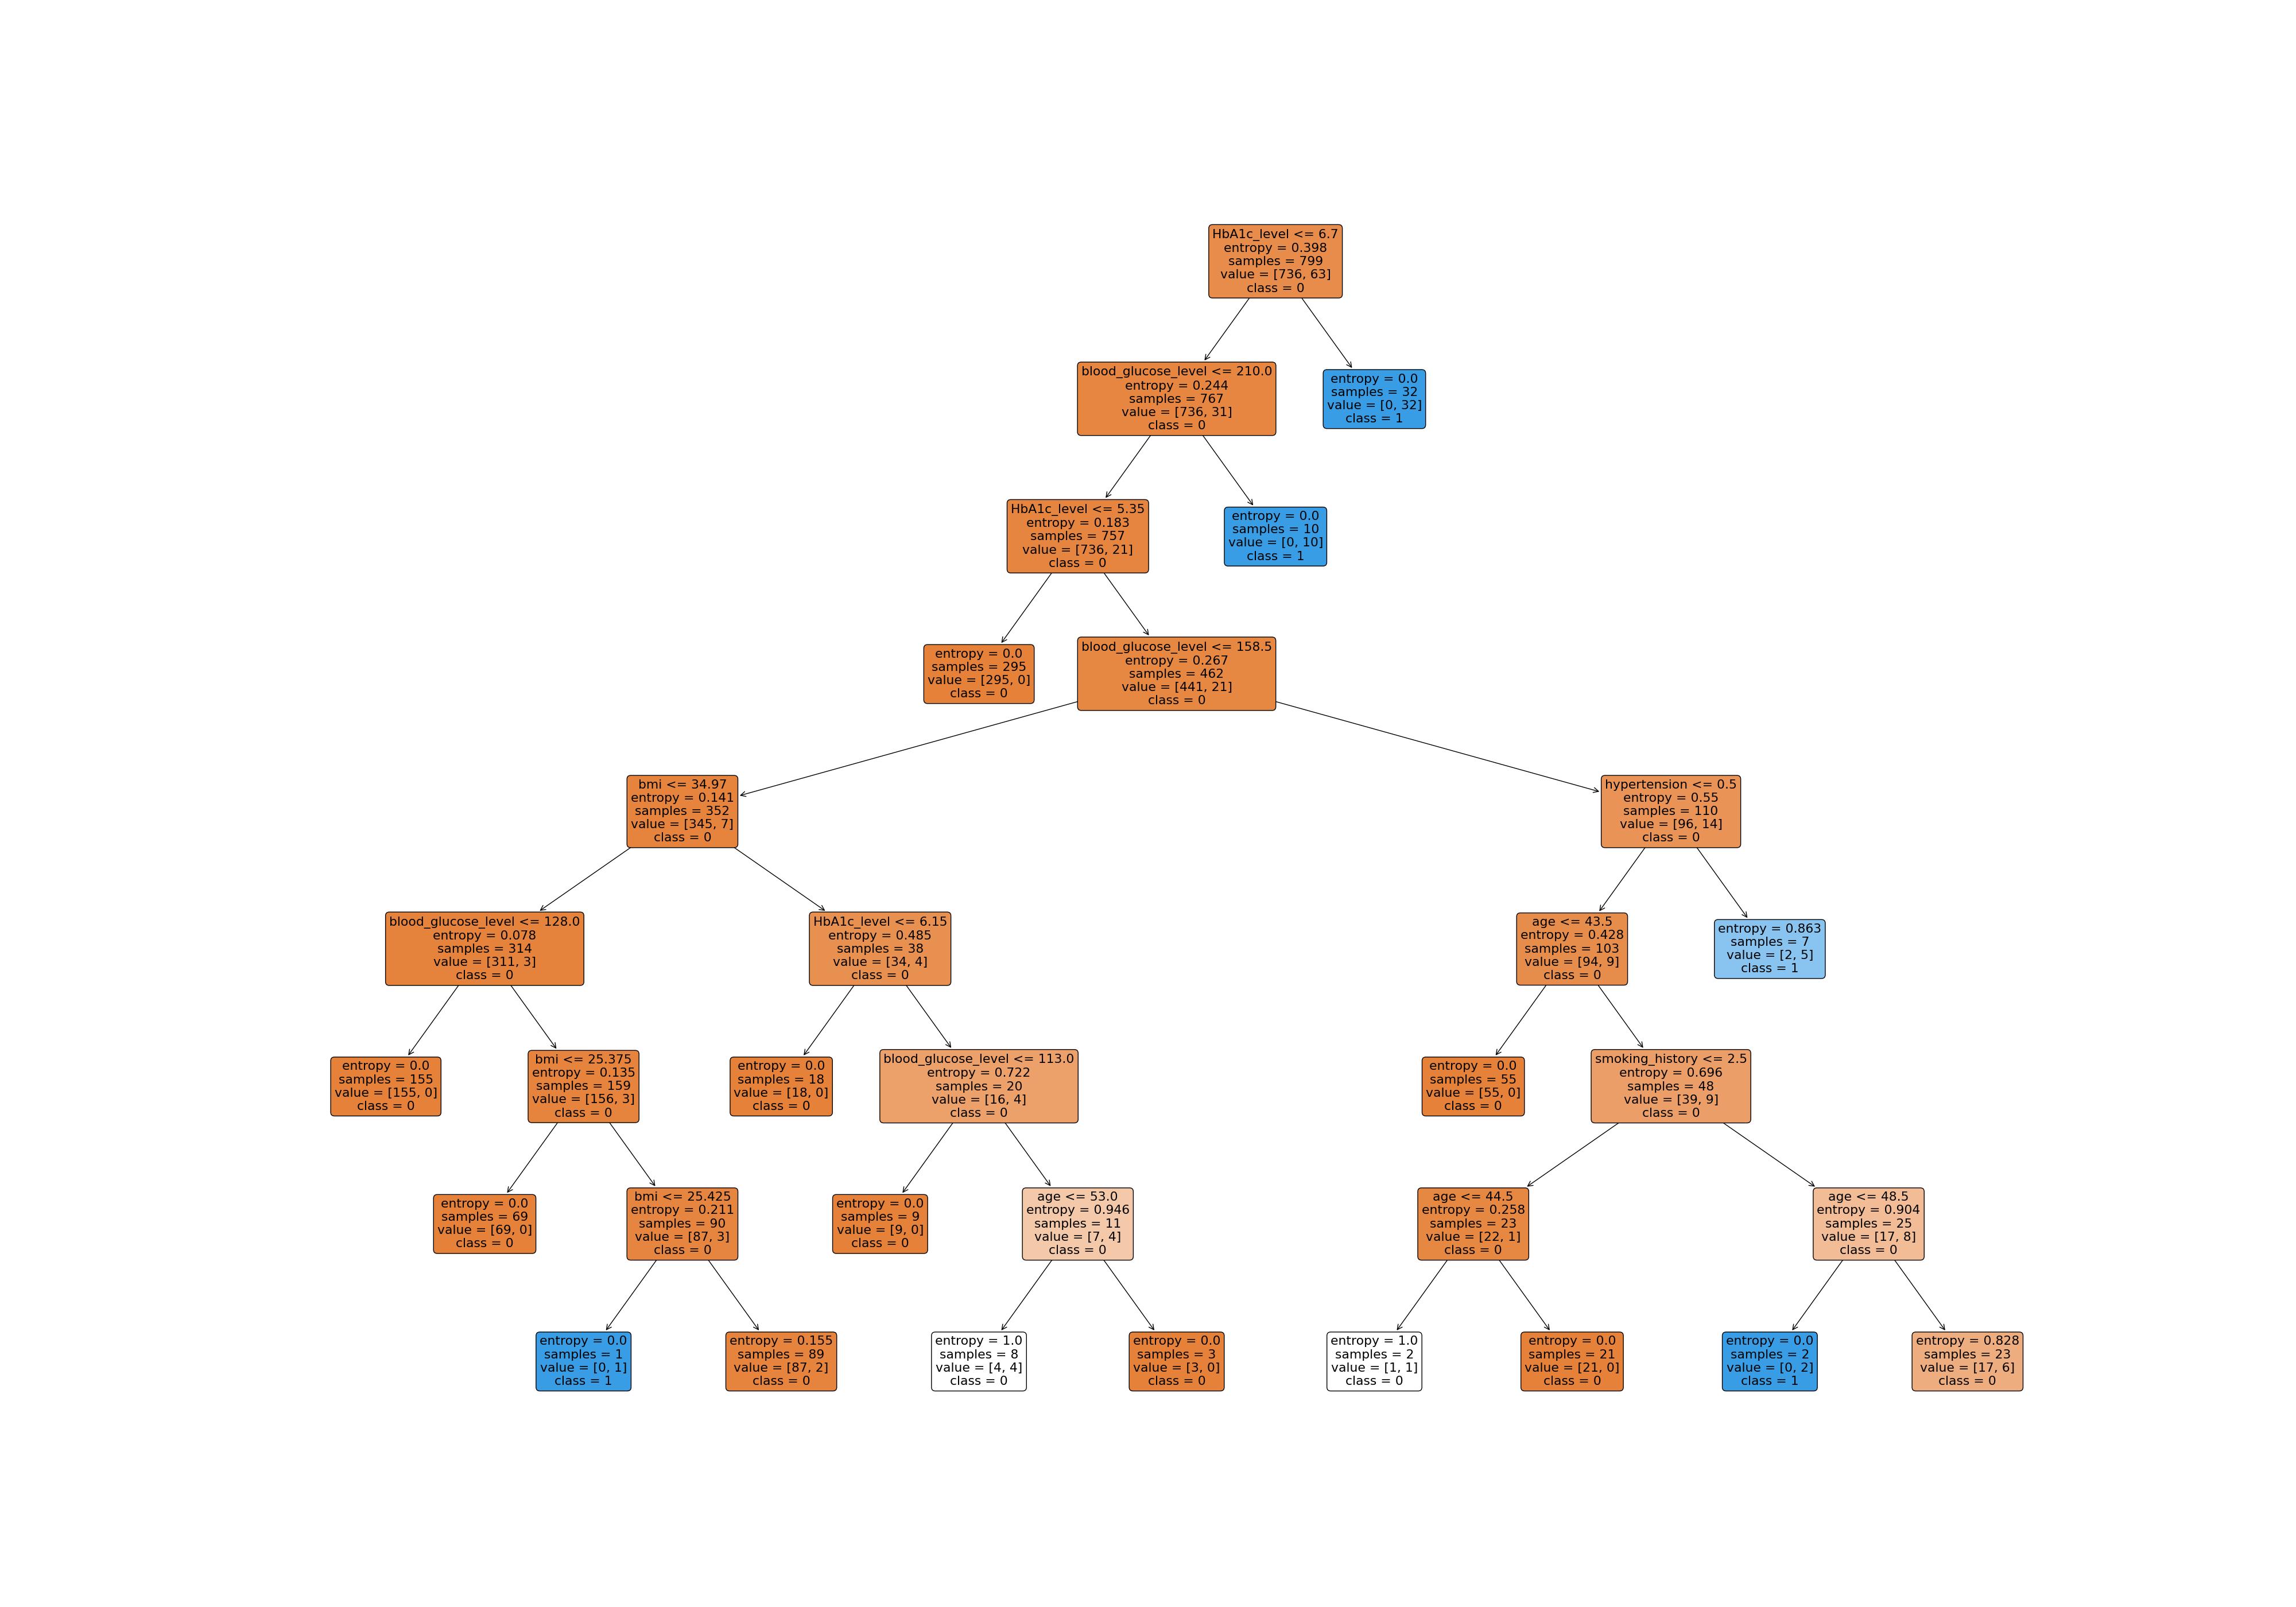 HbA1c_level <= 6.7
entropy = 0.398
samples = 799
value = [736, 63]
class = 0
blood_glucose_level <= 210.0
entropy = 0.244
samples = 767
value = [736, 31]
class = 0
entropy = 0.0
samples = 32
value = [0, 32]
class = 1
HbA1c_level <= 5.35
entropy = 0.183
samples = 757
value = [736, 21]
class = 0
entropy = 0.0
samples = 10
value = [0, 10]
class = 1
entropy = 0.0
samples = 295
value = [295, 0]
class = 0
blood_glucose_level <= 158.5
entropy = 0.267
samples = 462
value = [441, 21]
class = 0
bmi <= 34.97
entropy = 0.141
samples = 352
value = [345, 7]
class = 0
hypertension <= 0.5
entropy = 0.55
samples = 110
value = [96, 14]
class = 0
blood_glucose_level <= 128.0
entropy = 0.078
samples = 314
value = [311, 3]
class = 0
HbA1c_level <= 6.15
entropy = 0.485
samples = 38
value = [34, 4]
class = 0
age <= 43.5
entropy = 0.428
samples = 103
value = [94, 9]
class = 0
entropy = 0.863
samples = 7
value = [2, 5]
class = 1
entropy = 0.0
samples = 155
value = [155, 0]
class = 0
bmi <= 25.375
entropy = 0.135
samples = 159
value = [156, 3]
class = 0
entropy = 0.0
samples = 18
value = [18, 0]
class = 0
blood_glucose_level <= 113.0
entropy = 0.722
samples = 20
value = [16, 4]
class = 0
entropy = 0.0
samples = 55
value = [55, 0]
class = 0
smoking_history <= 2.5
entropy = 0.696
samples = 48
value = [39, 9]
class = 0
entropy = 0.0
samples = 69
value = [69, 0]
class = 0
bmi <= 25.425
entropy = 0.211
samples = 90
value = [87, 3]
class = 0
entropy = 0.0
samples = 9
value = [9, 0]
class = 0
age <= 53.0
entropy = 0.946
samples = 11
value = [7, 4]
class = 0
age <= 44.5
entropy = 0.258
samples = 23
value = [22, 1]
class = 0
age <= 48.5
entropy = 0.904
samples = 25
value = [17, 8]
class = 0
entropy = 0.0
samples = 1
value = [0, 1]
class = 1
entropy = 0.155
samples = 89
value = [87, 2]
class = 0
entropy = 1.0
samples = 8
value = [4, 4]
class = 0
entropy = 0.0
samples = 3
value = [3, 0]
class = 0
entropy = 1.0
samples = 2
value = [1, 1]
class = 0
entropy = 0.0
samples = 21
value = [21, 0]
class = 0
entropy = 0.0
samples = 2
value = [0, 2]
class = 1
entropy = 0.828
samples = 23
value = [17, 6]
class = 0